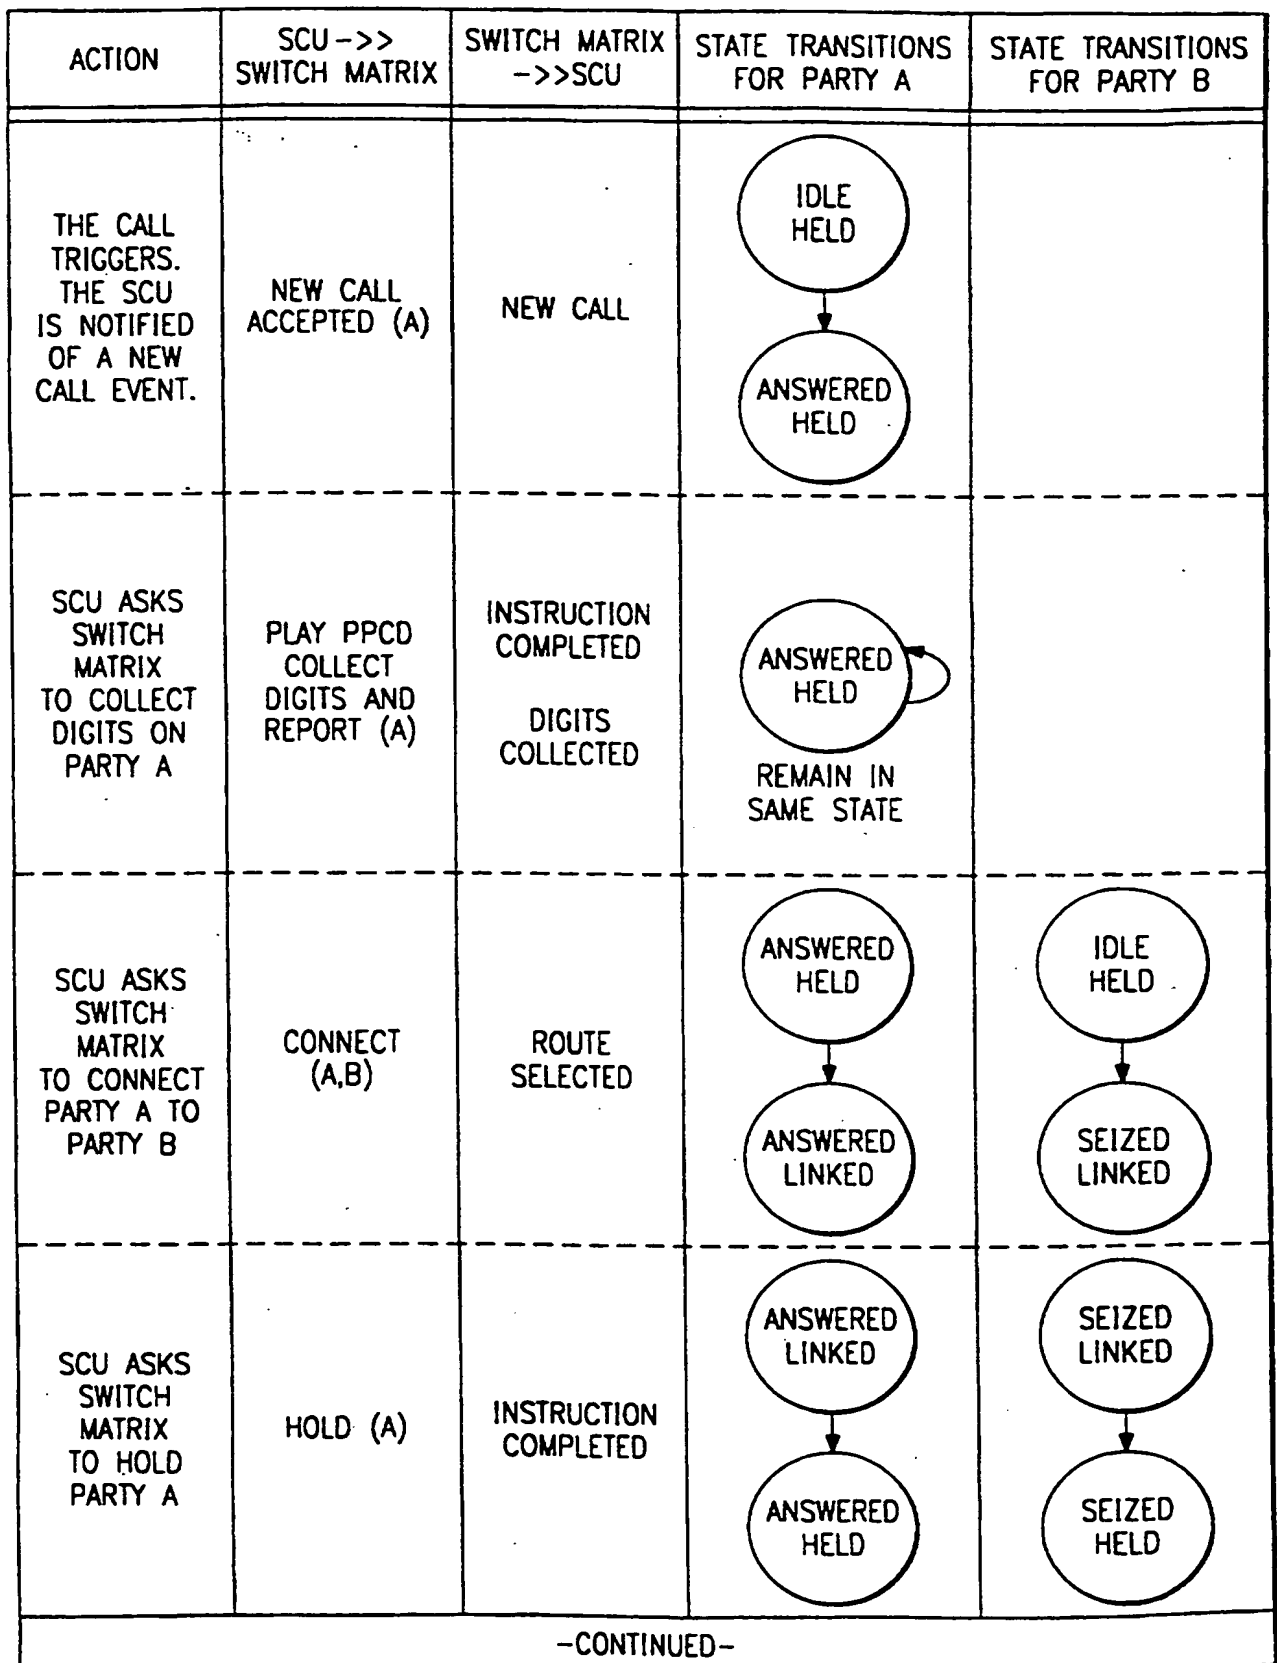 ACTION
SCU->>
SWITCH MATRIX
SWITCH MATRIX
->>SCU
STATE TRANSITIONS
FOR PARTY A
STATE TRANSITIONS
FOR PARTY B
THE CALL
TRIGGERS.
THE SCU
IS NOTIFIED
OF A NEW
CALL EVENT.
NEW CALL
ACCEPTED (A)
NEW CALL
IDLE
HELD
ANSWERED
HELD
SCU ASKS
SWITCH
MATRIX
TO COLLECT
DIGITS ON
PARTY A
PLAY PPCD
COLLECT
DIGITS AND
REPORT (A)
INSTRUCTION
COMPLETED
DIGITS
COLLECTED
ANSWERED
HELD
REMAIN IN
SAME STATE
SCU ASKS
SWITCH
MATRIX
TO CONNECT
PARTY A TO
PARTY B
CONNECT
(A,B)
ROUTE
SELECTED
ANSWERED
HELD
ANSWERED
LINKED
IDLE
HELD
SEIZED
LINKED
SCU ASKS
SWITCH
MATRIX
TO HOLD
PARTY A
HOLD (A)
INSTRUCTION
COMPLETED
ANSWERED
LINKED
ANSWERED
HELD
SEIZED
LINKED
SEIZED
HELD
-CONTINUED-